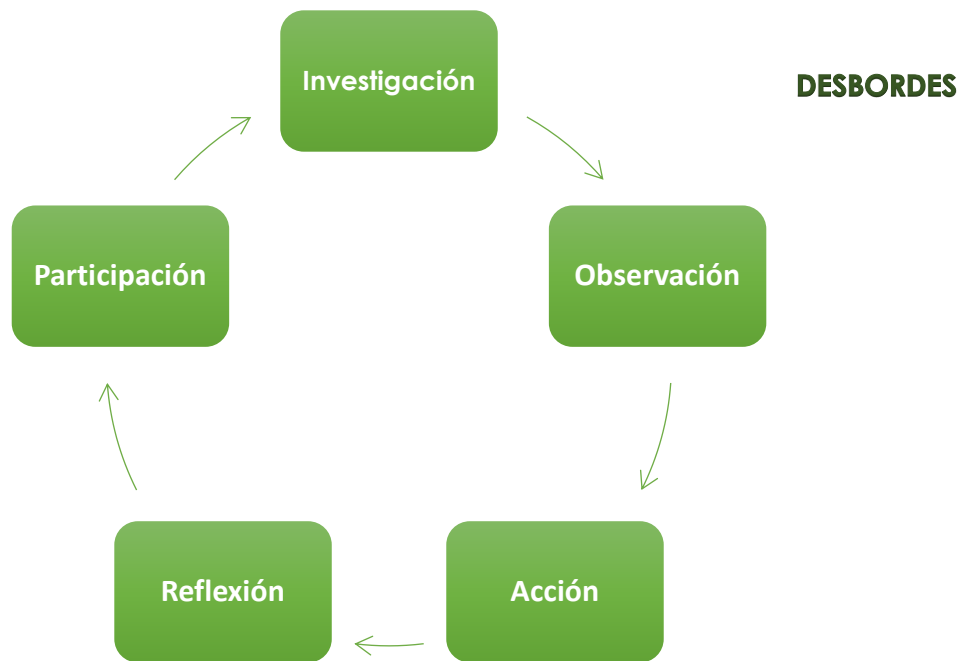 Investigación
DESBORDES
Participación
Observación
Reflexión
Acción